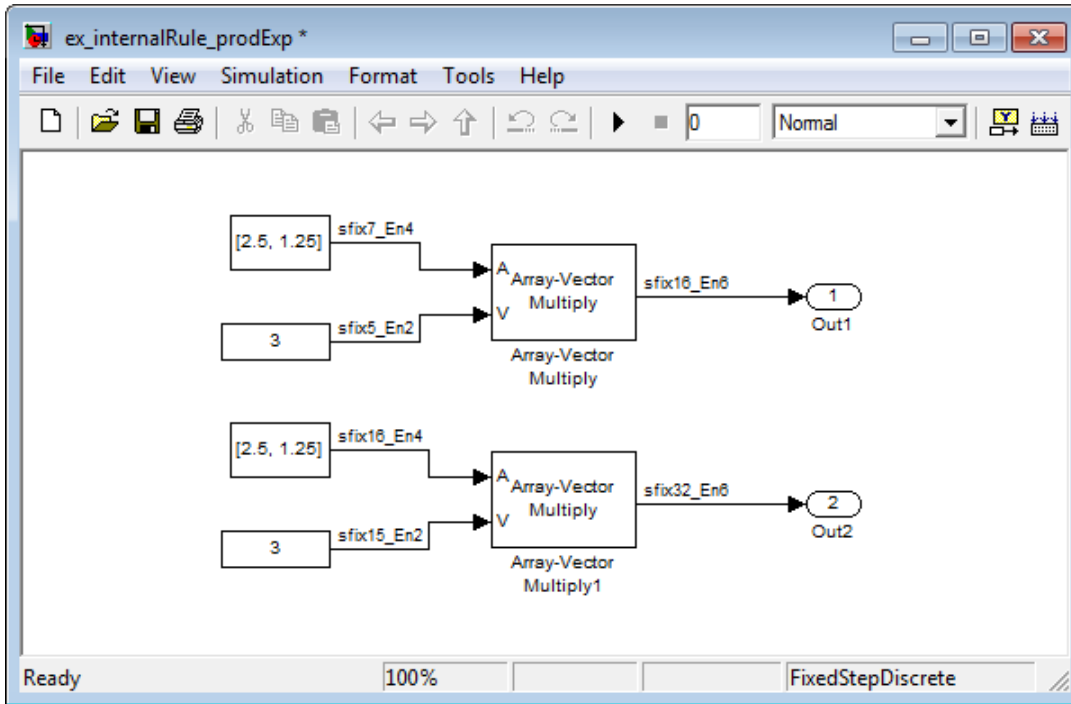 ex_internalRule_prodExp *
File Edit View Simulation Format Tools Help
0 Normal
[2.5, 1.25]
sfix7_En4
3
sfix5_En2
A
V
Array-Vector
Multiply
Array-Vector
Multiply
sfix16_En6
1
Out1
[2.5, 1.25]
sfix16_En4
3
sfix15_En2
A
V
Array-Vector
Multiply
Array-Vector
Multiply1
sfix32_En6
2
Out2
Ready 100% FixedStepDiscrete